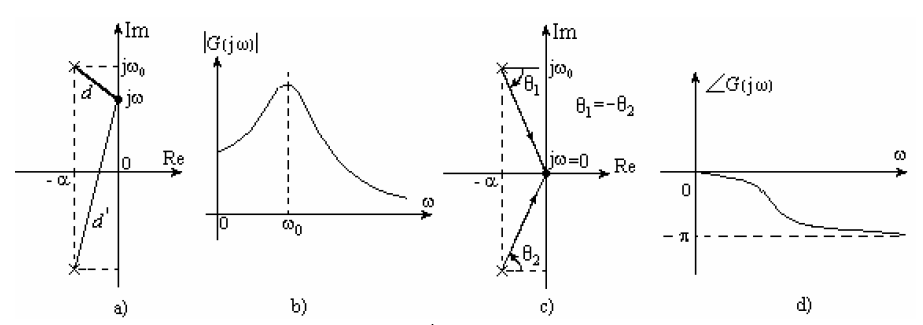 Im
jω₀
d
jω
0
Re
- α
d'
a)
|G(jω)|
0
ω₀
ω
b)
Im
jω₀
θ₁
θ₁=-θ₂
jω=0
Re
- α
θ₂
c)
∠G(jω)
ω
0
- π
d)